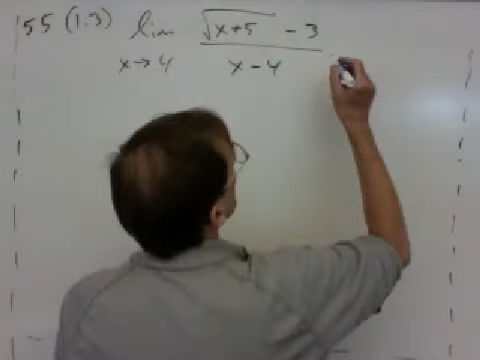 55 (1.3) lim √(x+5) - 3
x→4 x-4